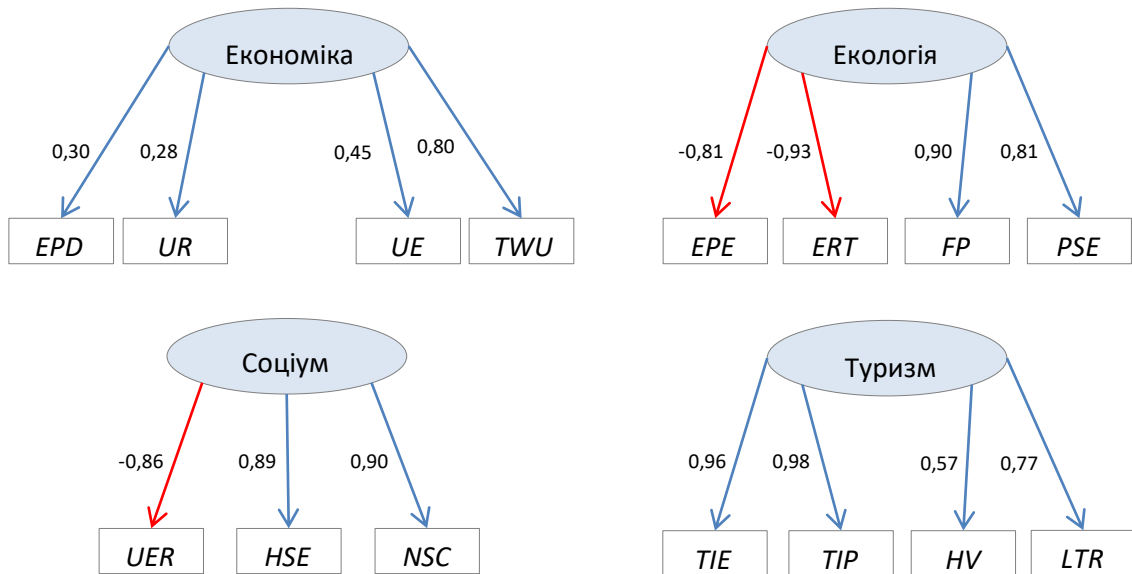 Економіка
Екологія
0,30
0,28
0,45
0,80
-0,81
-0,93
0,90
0,81
EPD
UR
UE
TWU
EPE
ERT
FP
PSE
Соціум
Туризм
-0,86
0,89
0,90
0,96
0,98
0,57
0,77
UER
HSE
NSC
TIE
TIP
HV
LTR